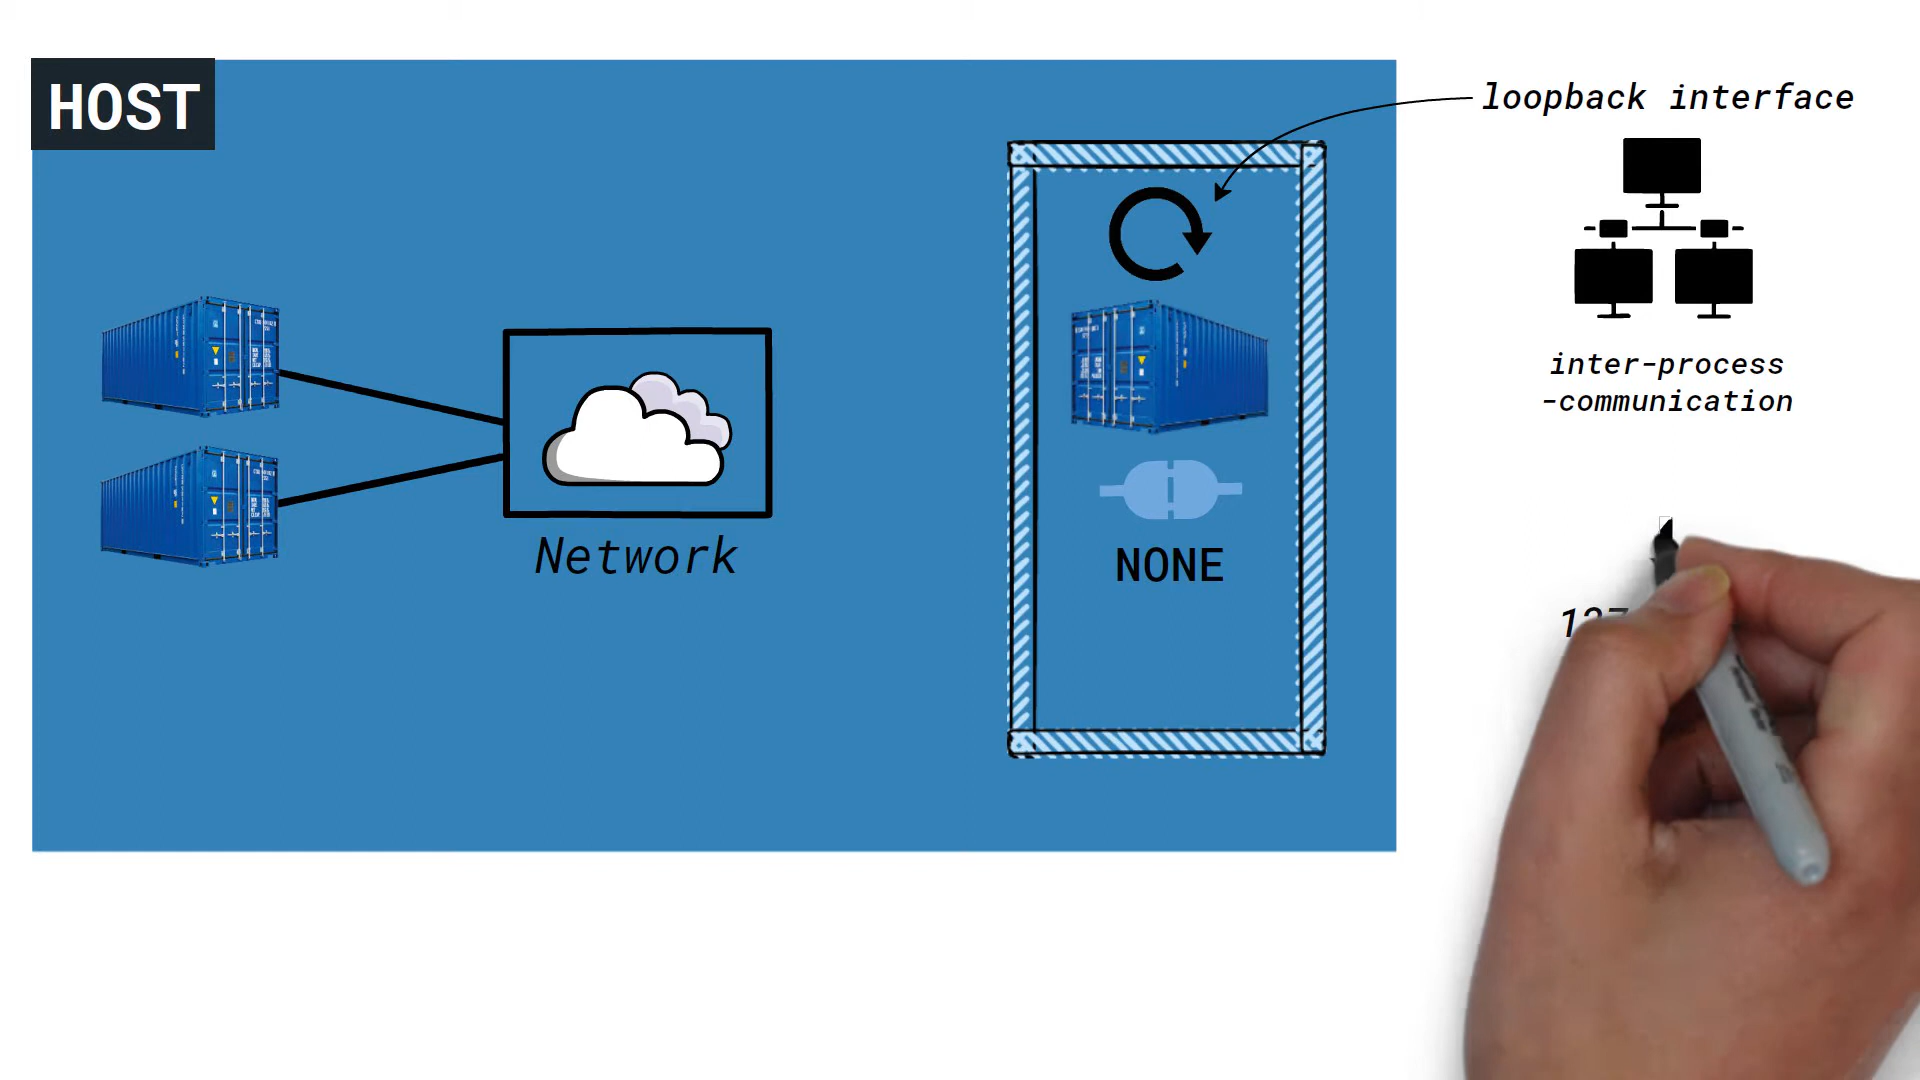 HOST
loopback interface
inter-process
-communication
Network
NONE